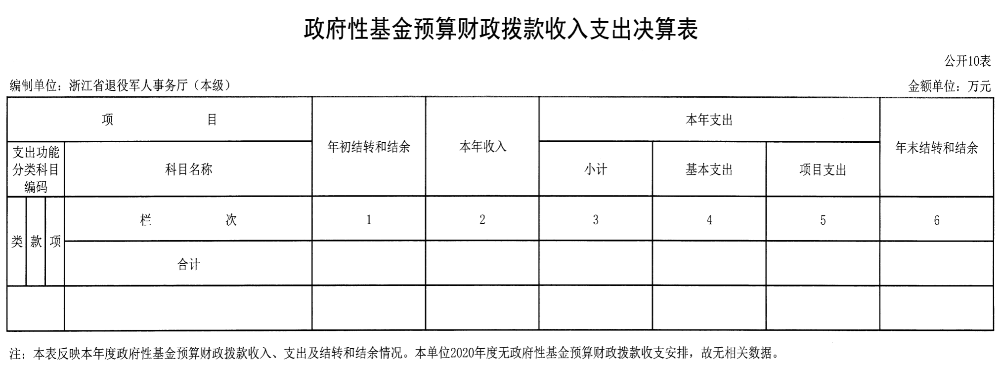 政府性基金预算财政拨款收入支出决算表
公开10表
编制单位：浙江省退役军人事务厅（本级）
金额单位：万元
项 目
年初结转和结余
本年收入
本年支出
年末结转和结余
支出功能
分类科目
编码
科目名称
小计
基本支出
项目支出
类
款
项
栏 次
1
2
3
4
5
6
合计
注：本表反映本年度政府性基金预算财政拨款收入、支出及结转和结余情况。本单位2020年度无政府性基金预算财政拨款收支安排，故无相关数据。